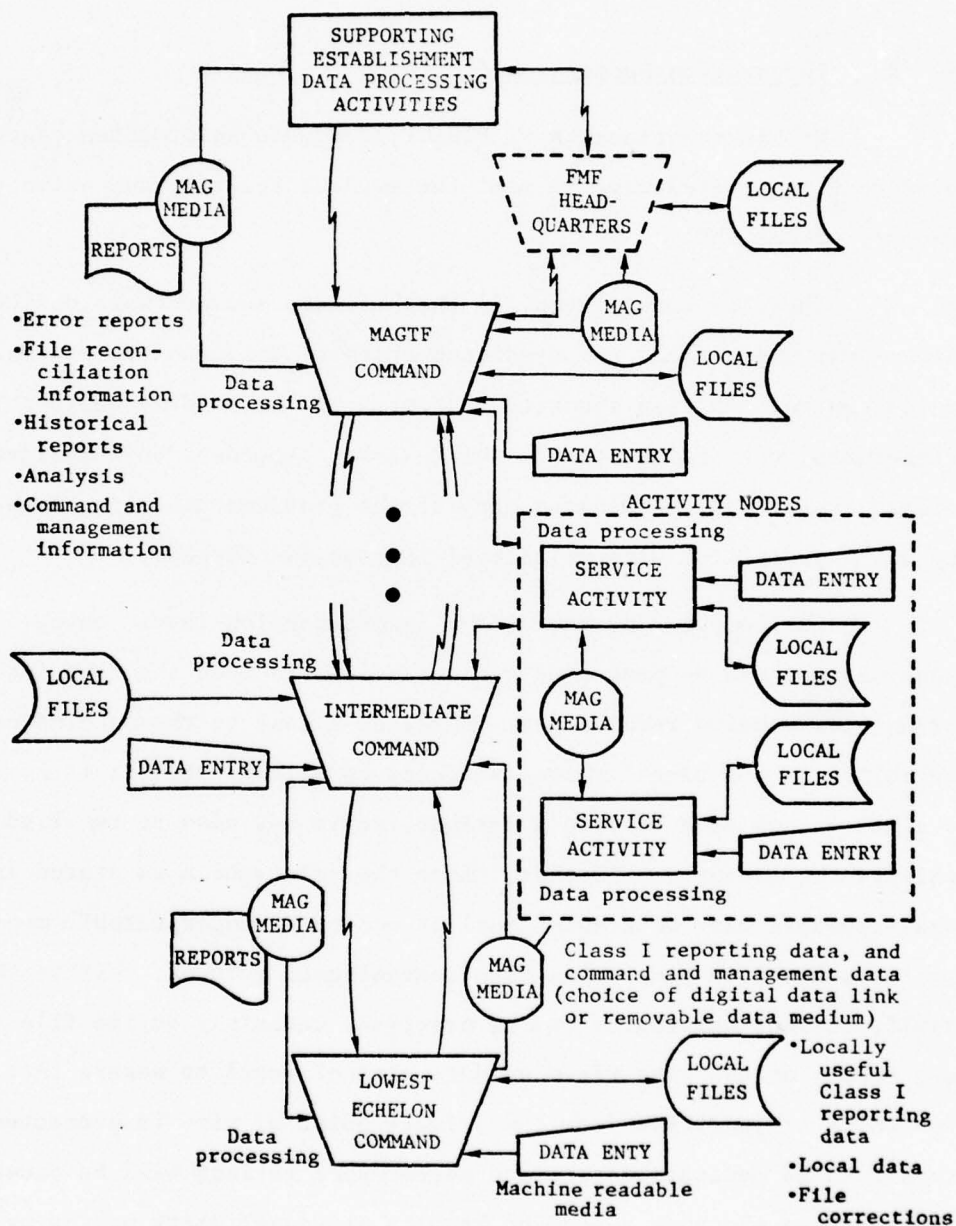 SUPPORTING
ESTABLISHMENT
DATA PROCESSING
ACTIVITIES
MAG
MEDIA
REPORTS
FMF
HEAD-
QUARTERS
LOCAL
FILES
MAG
MEDIA
•Error reports
•File recon-
ciliation
information
•Historical
reports
•Analysis
•Command and
management
information
MAGTF
COMMAND
Data
processing
LOCAL
FILES
DATA ENTRY
ACTIVITY NODES
Data processing
SERVICE
ACTIVITY
DATA ENTRY
LOCAL
FILES
MAG
MEDIA
LOCAL
FILES
SERVICE
ACTIVITY
DATA ENTRY
Data processing
Data
processing
LOCAL
FILES
INTERMEDIATE
COMMAND
DATA ENTRY
MAG
MEDIA
REPORTS
MAG
MEDIA
Class I reporting data, and
command and management data
(choice of digital data link
or removable data medium)
LOWEST
ECHELON
COMMAND
Data
processing
LOCAL
FILES
•Locally
useful
Class I
reporting
data
•Local data
•File
corrections
DATA ENTY
Machine readable
media